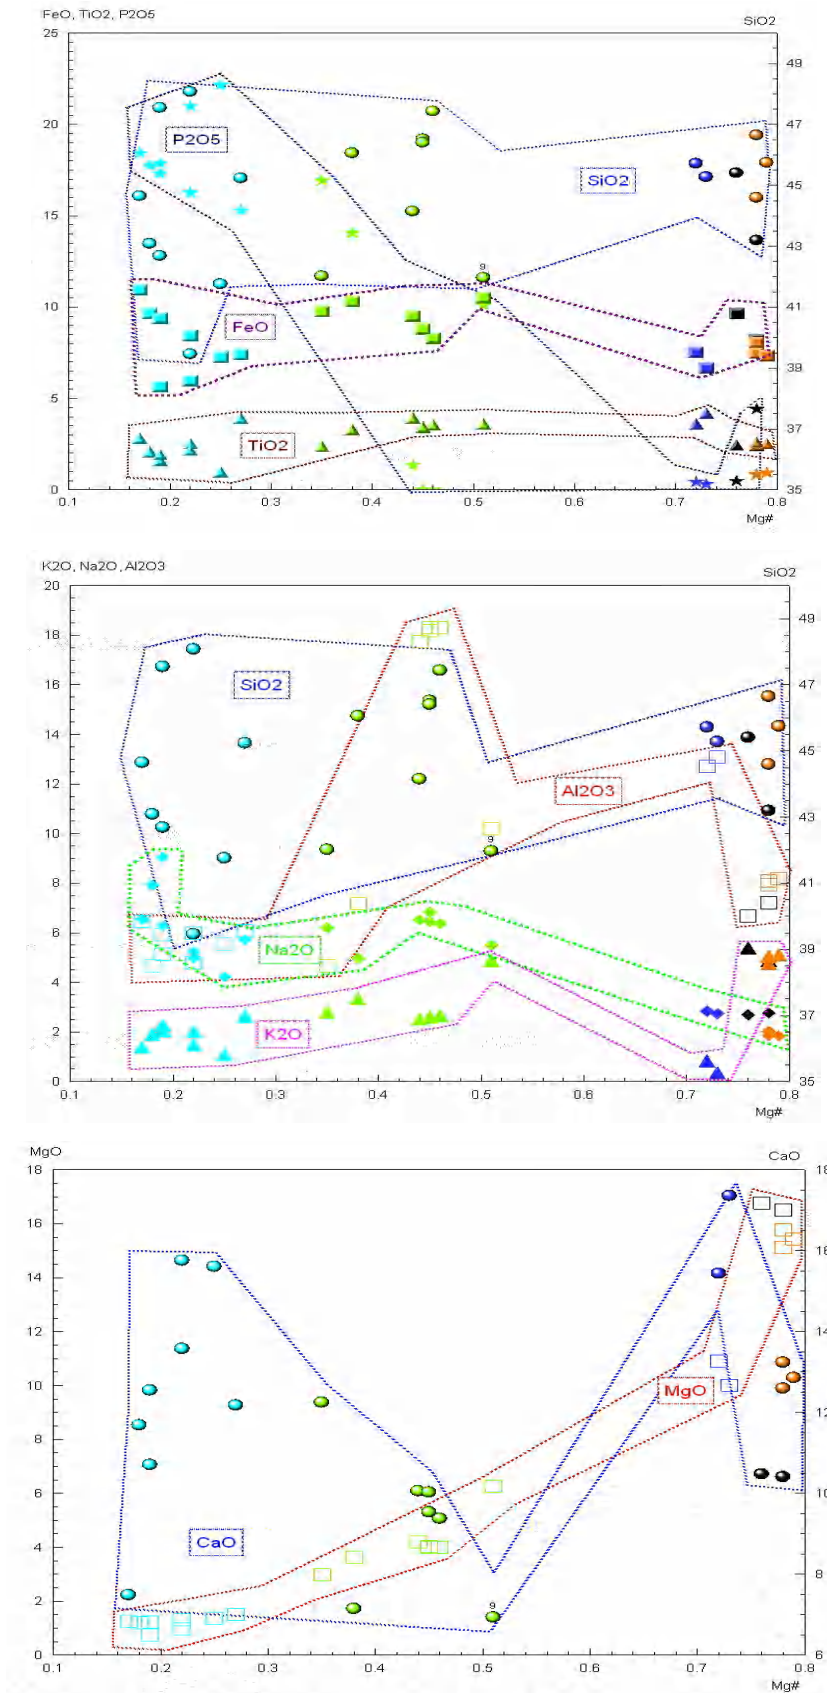 FeO, TiO2, P2O5 SiO2
25
20
15
10
5
0
49
47
45
43
41
39
37
35
P2O5
SiO2
9
FeO
TiO2
0.1 0.2 0.3 0.4 0.5 0.6 0.7 0.8
Mg#
K2O, Na2O, Al2O3 SiO2
20
18
16
14
12
10
8
6
4
2
0
49
47
45
43
41
39
37
35
SiO2
Al2O3
9
Na2O
K2O
0.1 0.2 0.3 0.4 0.5 0.6 0.7 0.8
Mg#
MgO CaO
18
16
14
12
10
8
6
4
2
0
18
16
14
12
10
8
6
MgO
CaO
9
0.1 0.2 0.3 0.4 0.5 0.6 0.7 0.8
Mg#